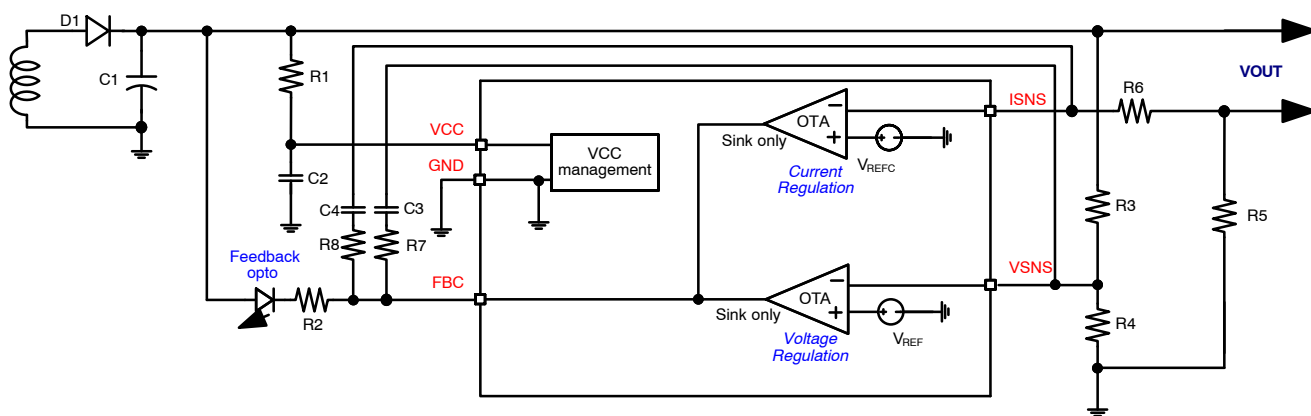 D1
C1
R1
VOUT
R6
ISNS
OTA
Sink only
VREFC
Current
Regulation
VCC
VCC
management
GND
C2
C4
C3
R3
R5
R8
R7
Feedback
opto
VSNS
FBC
R2
OTA
Sink only
VREF
R4
Voltage
Regulation